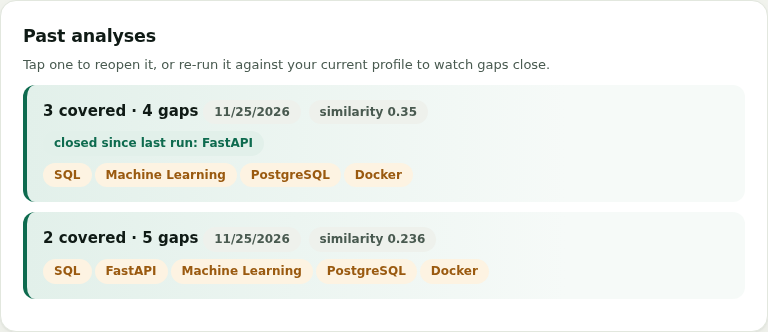 Past analyses
Tap one to reopen it, or re-run it against your current profile to watch gaps close.
3 covered · 4 gaps 11/25/2026 similarity 0.35
closed since last run: FastAPI
SQL Machine Learning PostgreSQL Docker
2 covered · 5 gaps 11/25/2026 similarity 0.236
SQL FastAPI Machine Learning PostgreSQL Docker